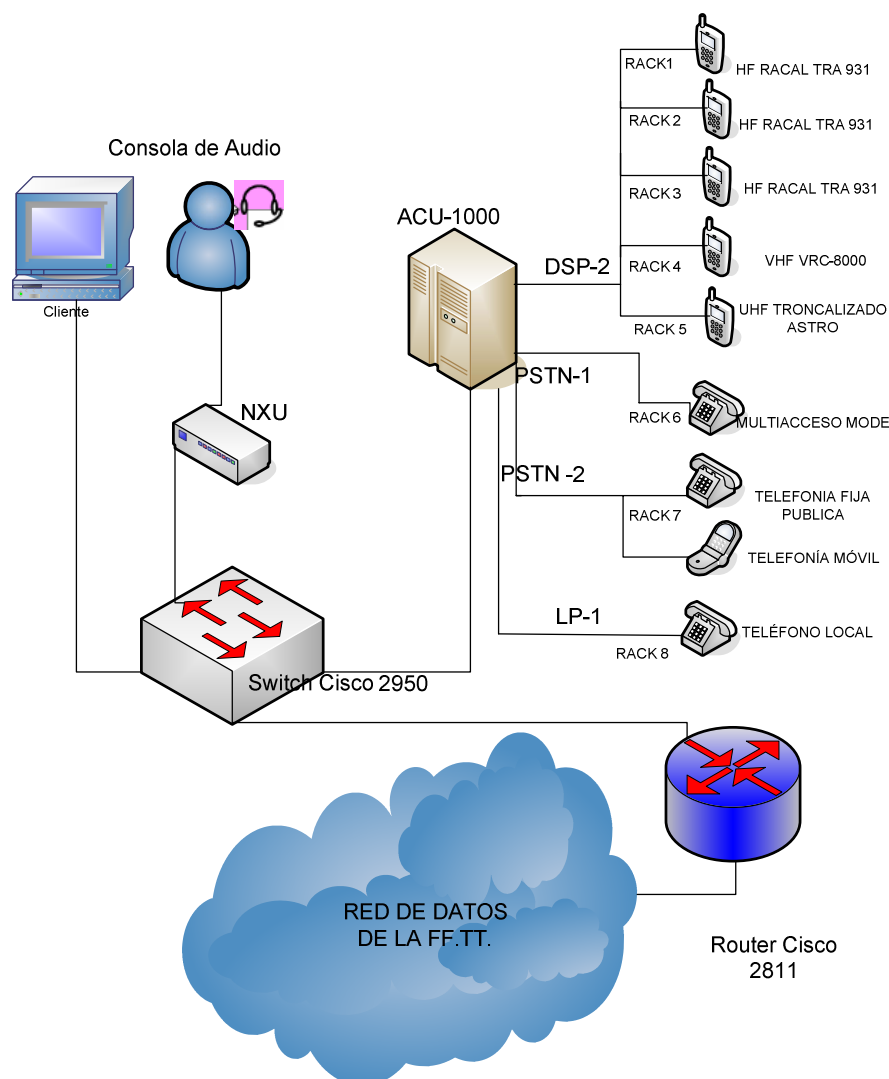 RACK1
HF RACAL TRA 931
RACK 2
HF RACAL TRA 931
Consola de Audio
RACK 3
HF RACAL TRA 931
ACU-1000
DSP-2
RACK 4
VHF VRC-8000
Cliente
UHF TRONCALIZADO
ASTRO
RACK 5
PSTN-1
NXU
RACK 6
MULTIACCESO MODE
PSTN -2
TELEFONIA FIJA
PUBLICA
RACK 7
TELEFONÍA MÓVIL
LP-1
TELÉFONO LOCAL
RACK 8
Switch Cisco 2950
RED DE DATOS
DE LA FF.TT.
Router Cisco
2811